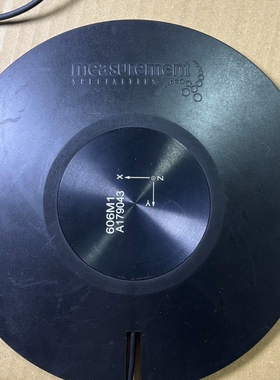 measurement
SPECIALTIES
X
Z
Y
606M1
A179043